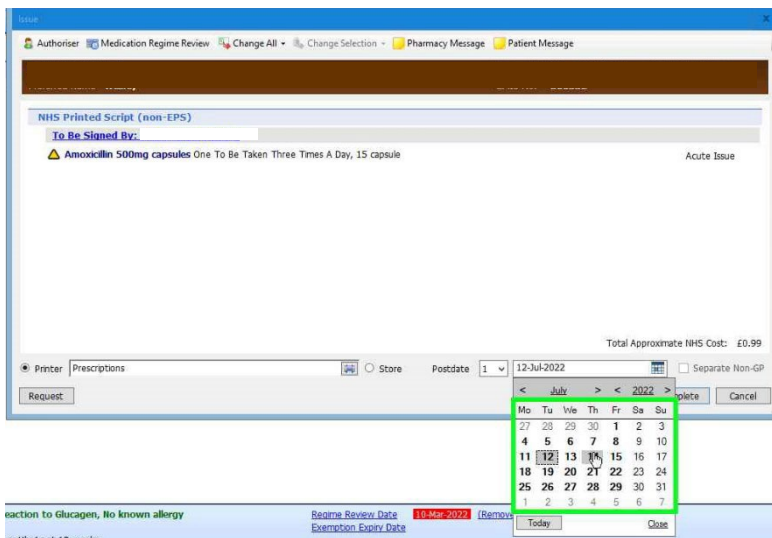 Issue
x
Authoriser Medication Regime Review Change All Change Selection Pharmacy Message Patient Message
NHS Printed Script (non-EPS)
To Be Signed By:
Amoxicillin 500mg capsules One To Be Taken Three Times A Day, 15 capsule Acute Issue
Total Approximate NHS Cost: £0.99
Printer Prescriptions Store Postdate 1 12-Jul-2022 Separate Non-GP
Request plete Cancel
< July > < 2022 >
Mo Tu We Th Fr Sa Su
27 28 29 30 1 2 3
4 5 6 7 8 9 10
11 12 13 14 15 16 17
18 19 20 21 22 23 24
25 26 27 28 29 30 31
1 2 3 4 5 6 7
Today Close
eaction to Glucagen, No known allergy Regime Review Date 10-Mar-2022 (Remov
Exemption Expiry Date